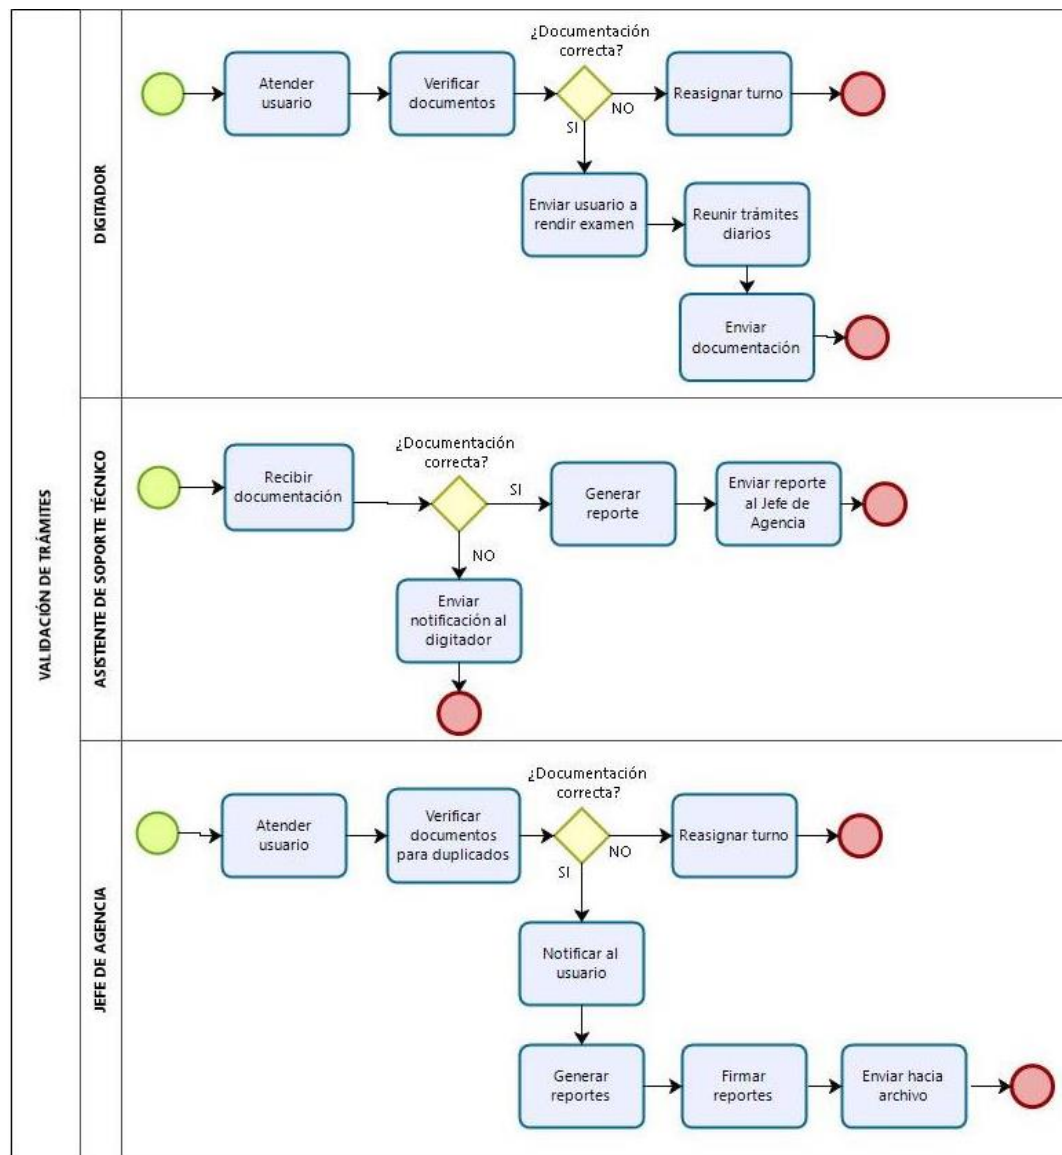 VALIDACIÓN DE TRÁMITES
DIGITADOR
Atender
usuario
Verificar
documentos
¿Documentación
correcta?
NO
SI
Reasignar turno
Enviar usuario a
rendir examen
Reunir trámites
diarios
Enviar
documentación
ASISTENTE DE SOPORTE TÉCNICO
Recibir
documentación
¿Documentación
correcta?
SI
NO
Generar
reporte
Enviar reporte
al Jefe de
Agencia
Enviar
notificación al
digitador
JEFE DE AGENCIA
Atender
usuario
Verificar
documentos
para duplicados
¿Documentación
correcta?
NO
SI
Reasignar turno
Notificar al
usuario
Generar
reportes
Firmar
reportes
Enviar hacia
archivo